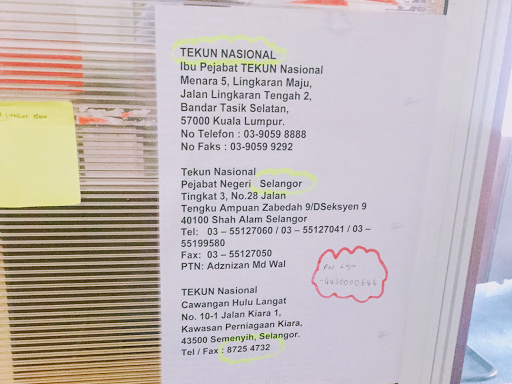 TEKUN NASIONAL
Ibu Pejabat TEKUN Nasional
Menara 5, Lingkaran Maju,
Jalan Lingkaran Tengah 2,
Bandar Tasik Selatan,
57000 Kuala Lumpur.
No Telefon : 03-9059 8888
No Faks : 03-9059 9292
Tekun Nasional
Pejabat Negeri Selangor
Tingkat 3, No.28 Jalan
Tengku Ampuan Zabedah 9/DSeksyen 9
40100 Shah Alam Selangor
Tel: 03 – 55127060 / 03 – 55127041 / 03 –
55199580
Fax: 03 – 55127050
PTN: Adznizan Md Wal
TEKUN Nasional
Cawangan Hulu Langat
No. 10-1 Jalan Kiara 1,
Kawasan Perniagaan Kiara,
43500 Semenyih, Selangor.
Tel / Fax : 8725 4732